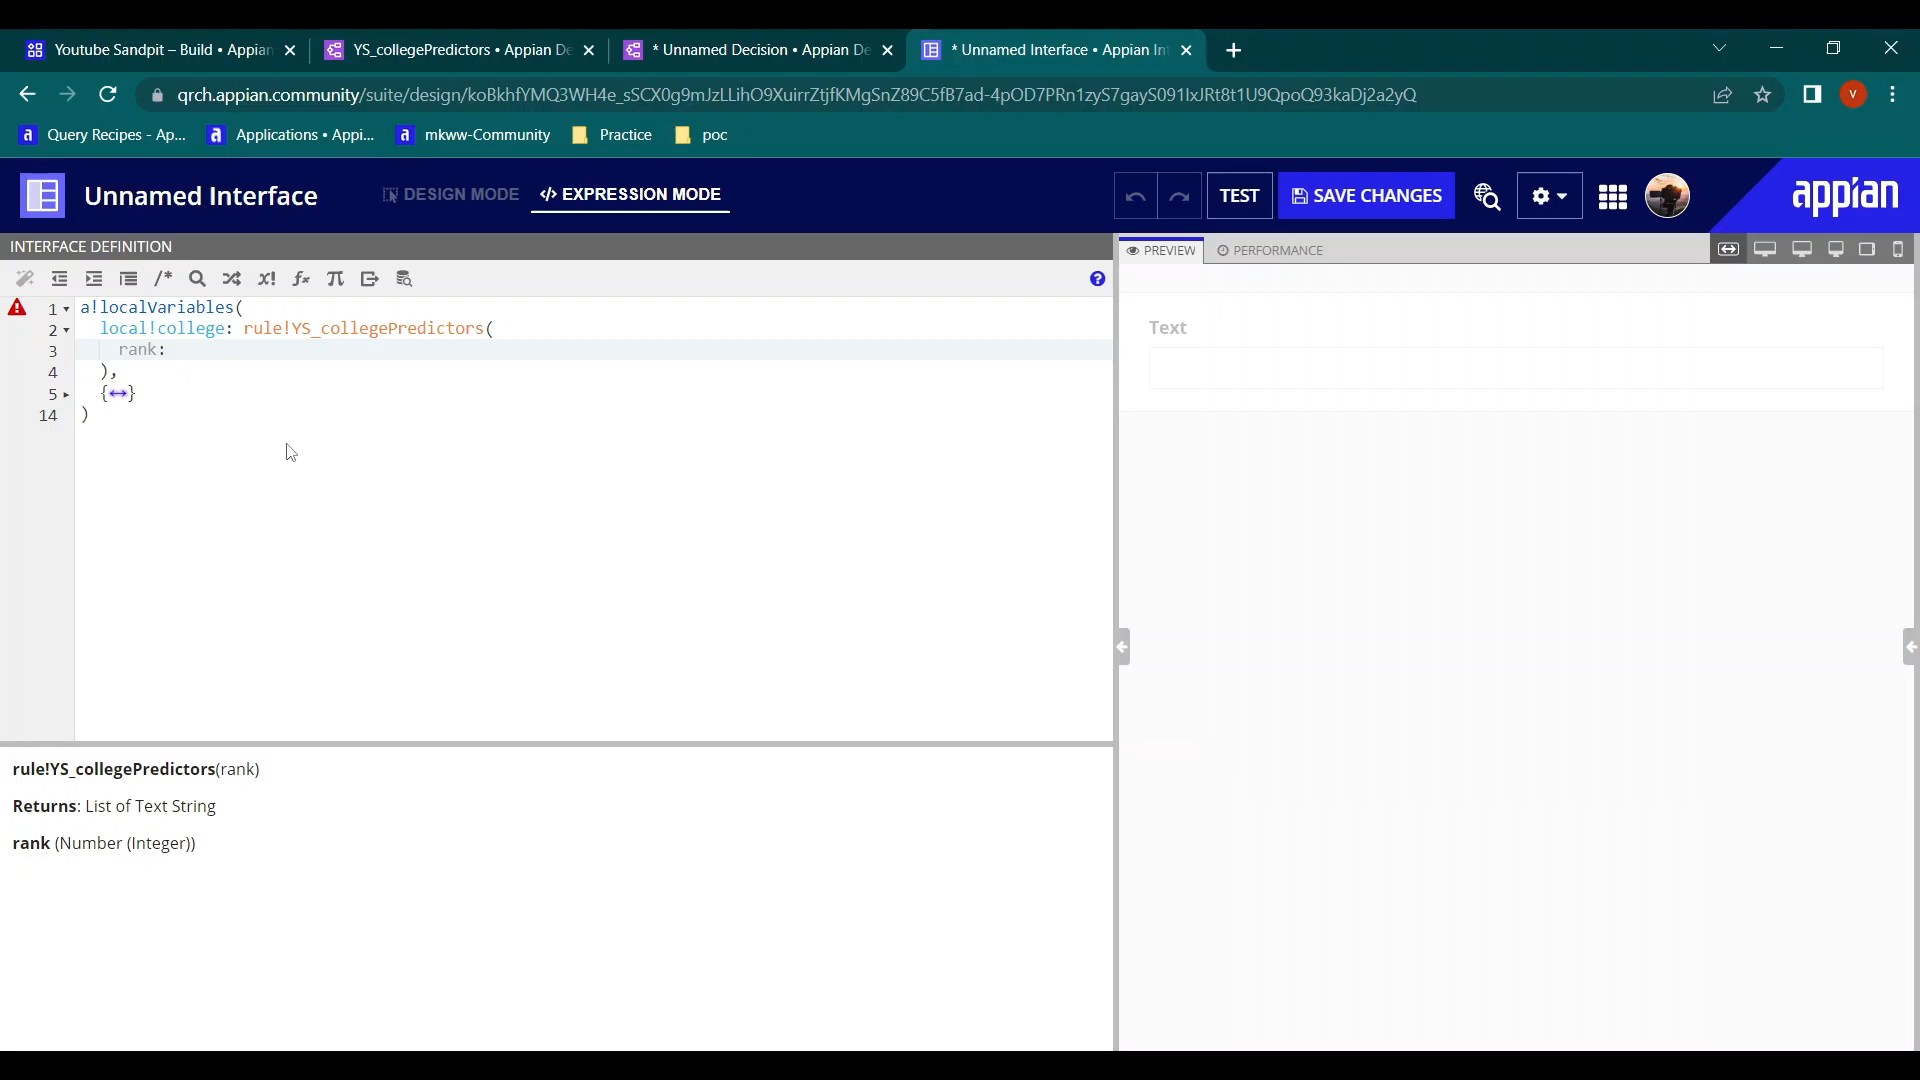 Youtube Sandpit – Build • Appian
YS_collegePredictors • Appian De
* Unnamed Decision • Appian De
* Unnamed Interface • Appian Int
qrch.appian.community/suite/design/koBkhfYMQ3WH4e_sSCX0g9mJzLLihO9XuirrZtjfKMgSnZ89C5fB7ad-4pOD7PRn1zyS7gayS091IxJRt8t1U9QpoQ93kaDj2a2yQ
V
Query Recipes - Ap...
Applications • Appi...
mkww-Community
Practice
poc
Unnamed Interface
DESIGN MODE
EXPRESSION MODE
TEST
SAVE CHANGES
appian
INTERFACE DEFINITION
PREVIEW
PERFORMANCE
1 a!localVariables(
2 local!college: rule!YS_collegePredictors(
3 rank:
4 ),
5 {↔}
14 )
Text
rule!YS_collegePredictors(rank)
Returns: List of Text String
rank (Number (Integer))